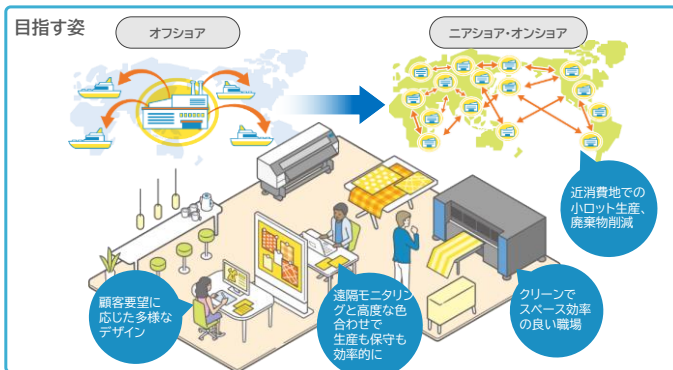 目指す姿
オフショア
ニアショア・オンショア
近消費地での
小ロット生産、
廃棄物削減
顧客要望に
応じた多様な
デザイン
遠隔モニタリン
グと高度な色
合わせで
生産も保守も
効率的に
クリーンで
スペース効率
の良い職場